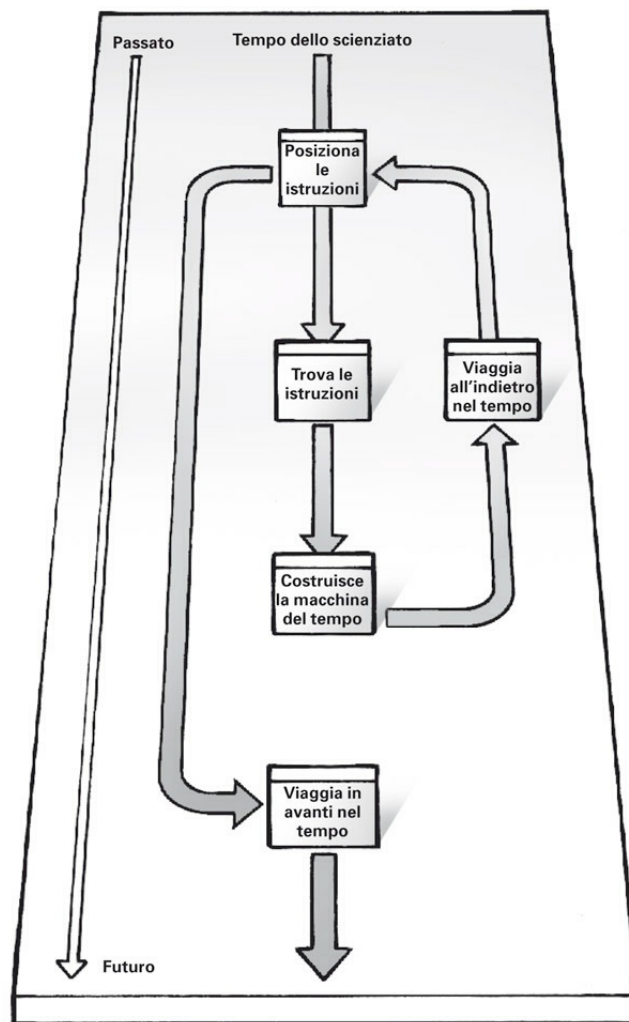 Passato
Tempo dello scienziato
Posiziona
le
istruzioni
Trova le
istruzioni
Viaggia
all'indietro
nel tempo
Costruisce
la macchina
del tempo
Viaggia in
avanti nel
tempo
Futuro